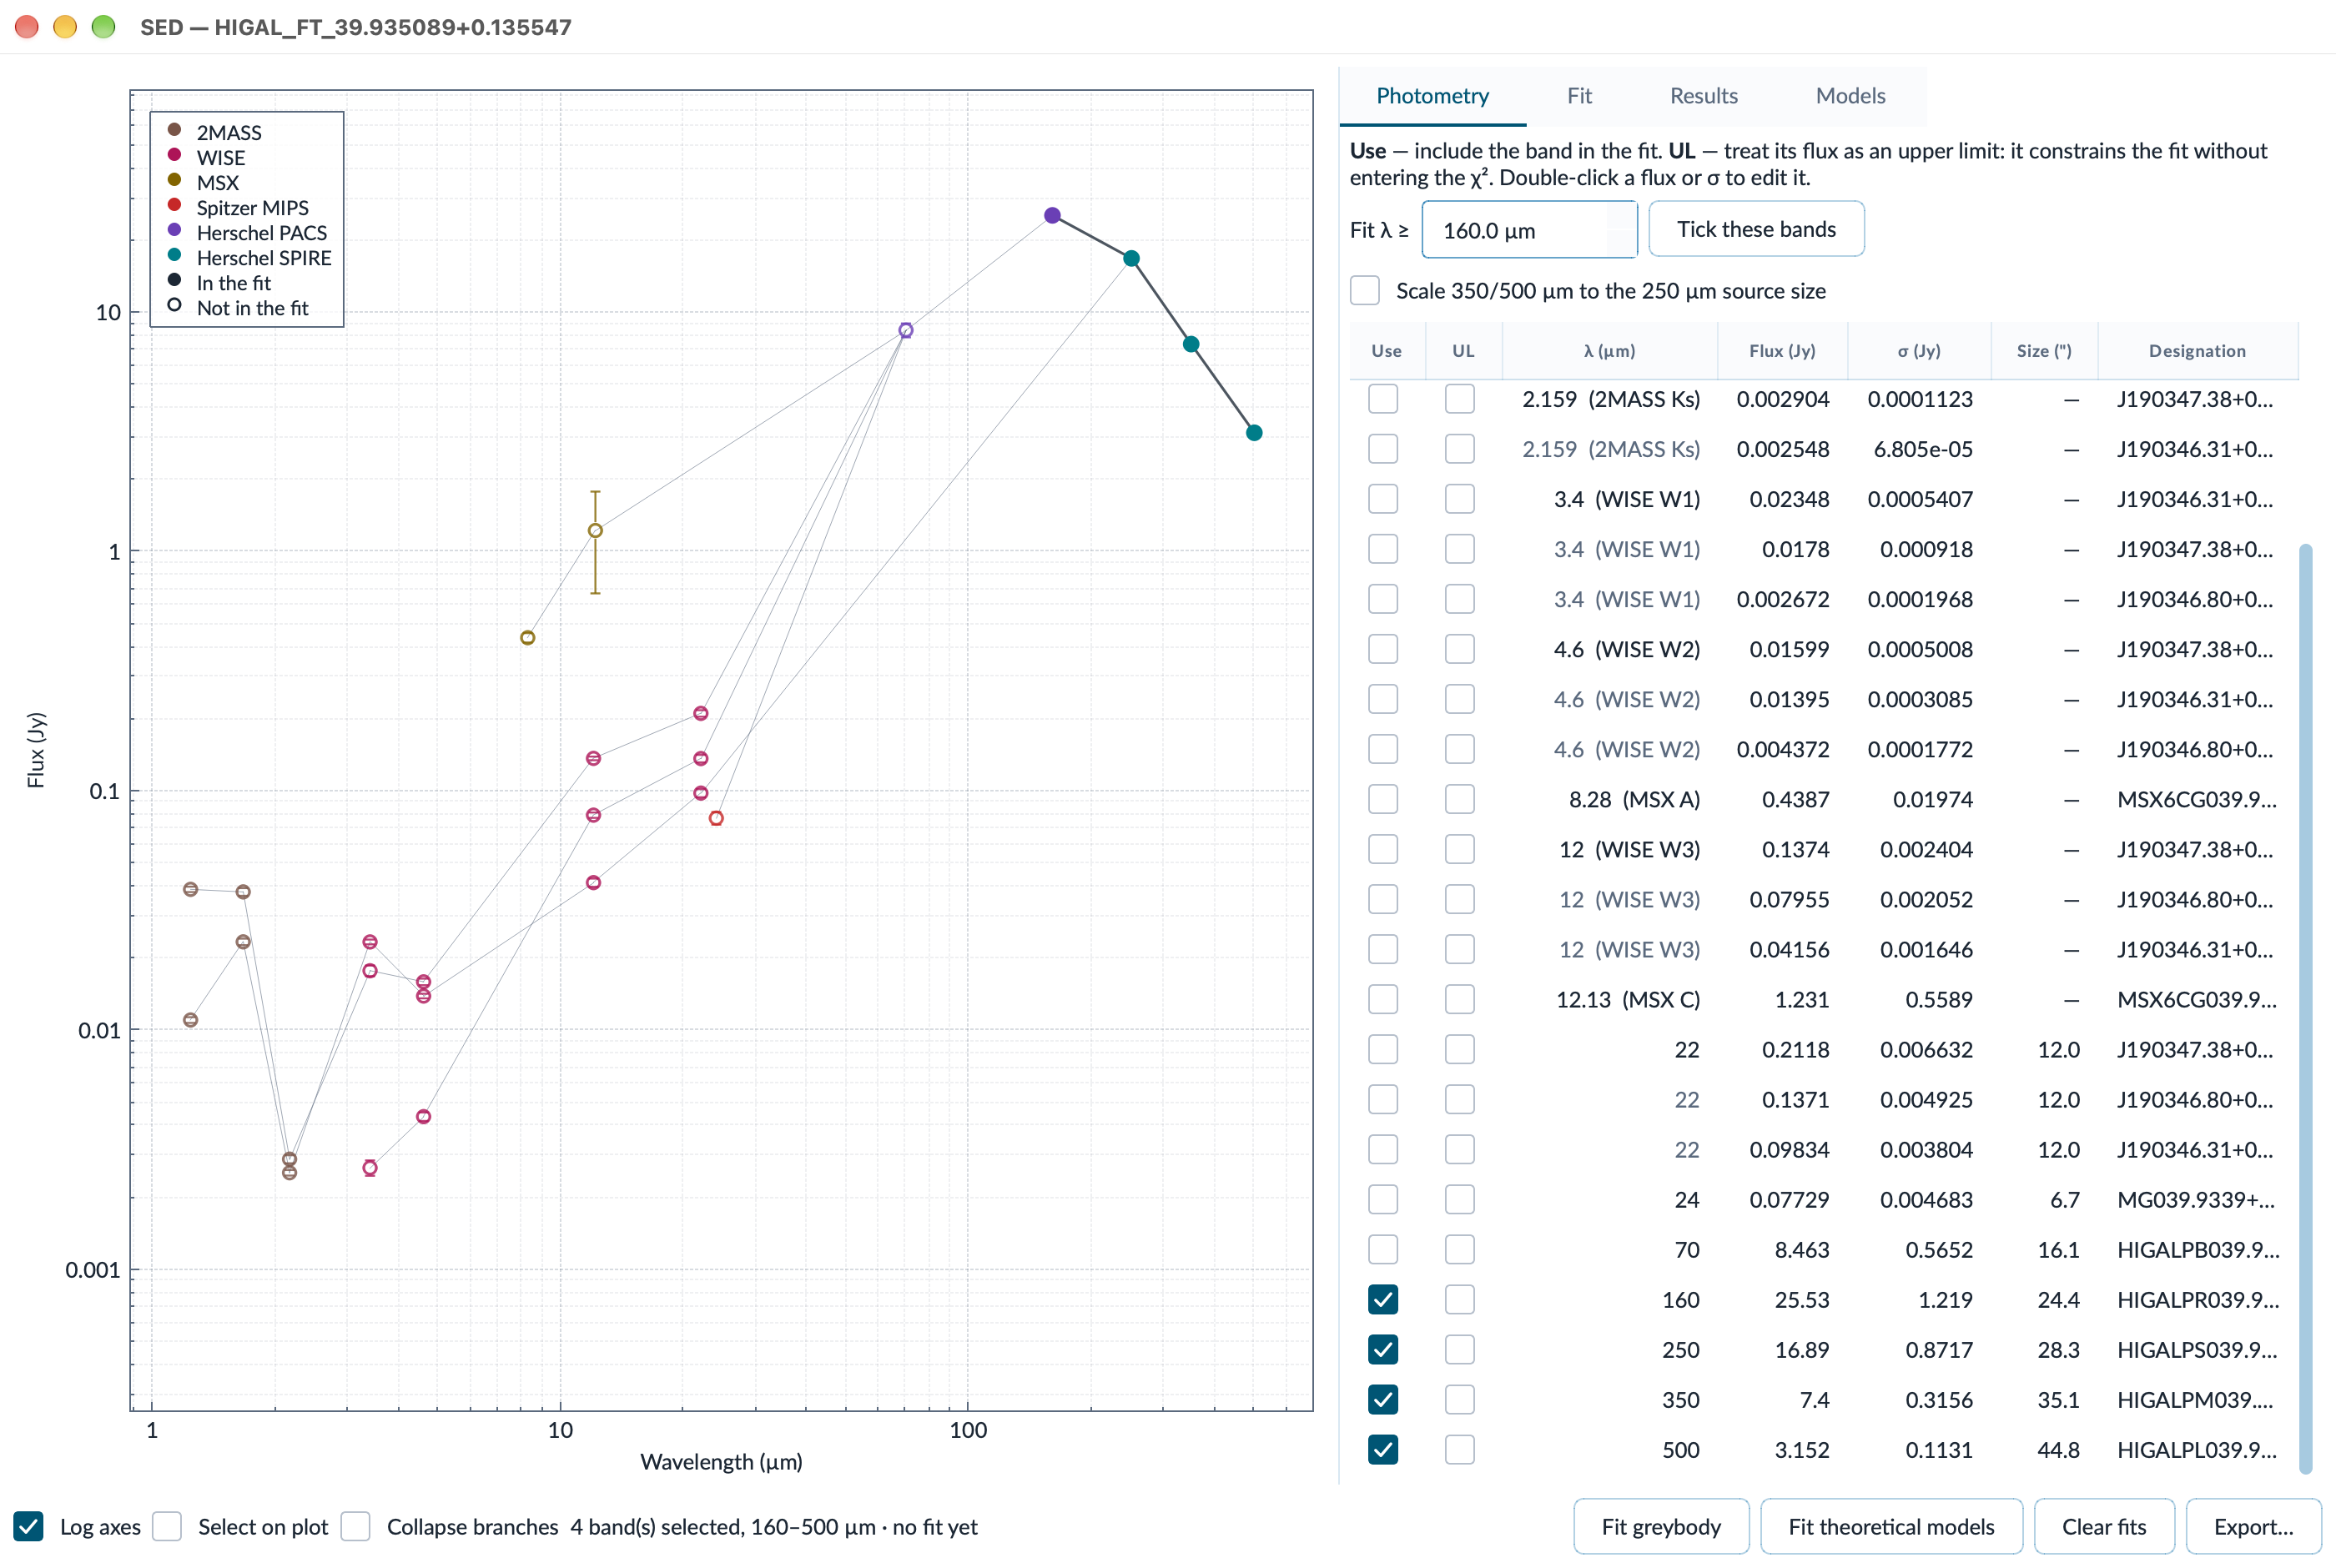 SED — HIGAL_FT_39.935089+0.135547
2MASS
WISE
MSX
Spitzer MIPS
Herschel PACS
Herschel SPIRE
In the fit
Not in the fit
10
1
0.1
0.01
0.001
Flux (Jy)
1 10 100
Wavelength (μm)
Photometry Fit Results Models
Use — include the band in the fit. UL — treat its flux as an upper limit: it constrains the fit without
entering the χ². Double-click a flux or σ to edit it.
Fit λ ≥ 160.0 μm Tick these bands
Scale 350/500 μm to the 250 μm source size
Use UL λ (μm) Flux (Jy) σ (Jy) Size (") Designation
2.159 (2MASS Ks) 0.002904 0.0001123 — J190347.38+0...
2.159 (2MASS Ks) 0.002548 6.805e-05 — J190346.31+0...
3.4 (WISE W1) 0.02348 0.0005407 — J190346.31+0...
3.4 (WISE W1) 0.0178 0.000918 — J190347.38+0...
3.4 (WISE W1) 0.002672 0.0001968 — J190346.80+0...
4.6 (WISE W2) 0.01599 0.0005008 — J190347.38+0...
4.6 (WISE W2) 0.01395 0.0003085 — J190346.31+0...
4.6 (WISE W2) 0.004372 0.0001772 — J190346.80+0...
8.28 (MSX A) 0.4387 0.01974 — MSX6CG039.9...
12 (WISE W3) 0.1374 0.002404 — J190347.38+0...
12 (WISE W3) 0.07955 0.002052 — J190346.80+0...
12 (WISE W3) 0.04156 0.001646 — J190346.31+0...
12.13 (MSX C) 1.231 0.5589 — MSX6CG039.9...
22 0.2118 0.006632 12.0 J190347.38+0...
22 0.1371 0.004925 12.0 J190346.80+0...
22 0.09834 0.003804 12.0 J190346.31+0...
24 0.07729 0.004683 6.7 MG039.9339+...
70 8.463 0.5652 16.1 HIGALPB039.9...
160 25.53 1.219 24.4 HIGALPR039.9...
250 16.89 0.8717 28.3 HIGALPS039.9...
350 7.4 0.3156 35.1 HIGALPM039....
500 3.152 0.1131 44.8 HIGALPL039.9...
Log axes Select on plot Collapse branches 4 band(s) selected, 160–500 μm · no fit yet
Fit greybody Fit theoretical models Clear fits Export...